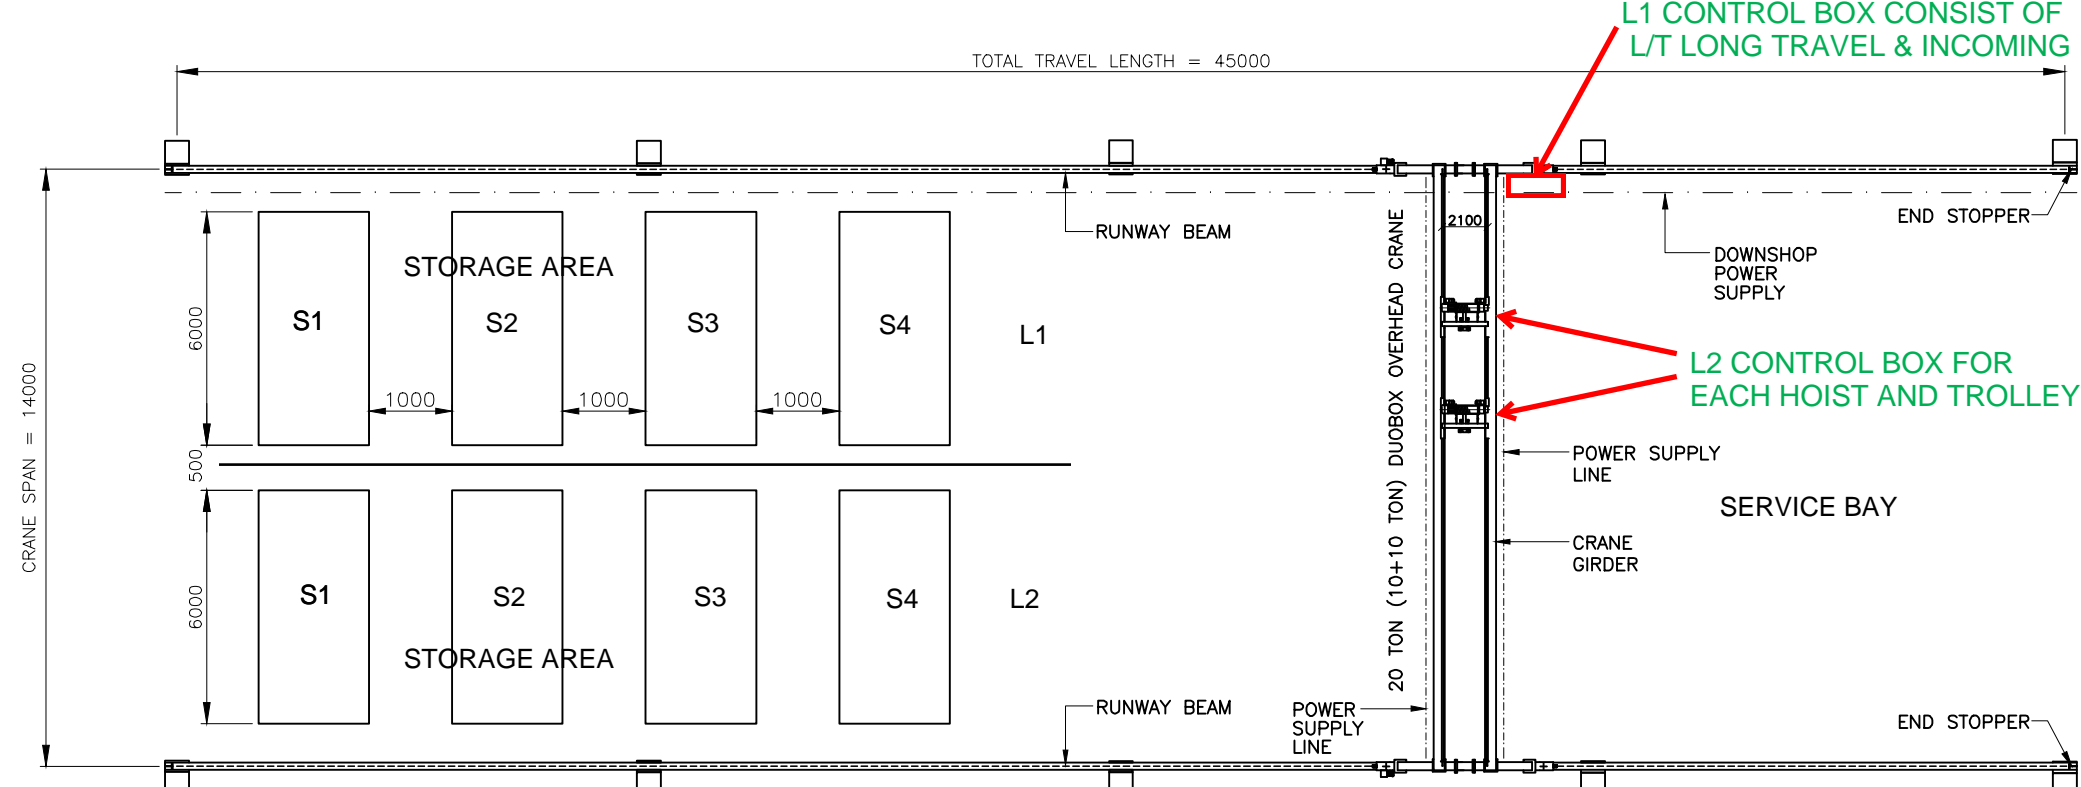 L1 CONTROL BOX CONSIST OF
L/T LONG TRAVEL & INCOMING
TOTAL TRAVEL LENGTH = 45000
RUNWAY BEAM
2100
END STOPPER
DOWNSHOP
POWER
SUPPLY
STORAGE AREA
S1
S2
S3
S4
L1
6000
1000
1000
1000
L2 CONTROL BOX FOR
EACH HOIST AND TROLLEY
CRANE SPAN = 14000
500
20 TON (10+10 TON) DUOBOX OVERHEAD CRANE
POWER SUPPLY
LINE
SERVICE BAY
CRANE
GIRDER
6000
S1
S2
S3
S4
L2
STORAGE AREA
RUNWAY BEAM
POWER
SUPPLY
LINE
END STOPPER